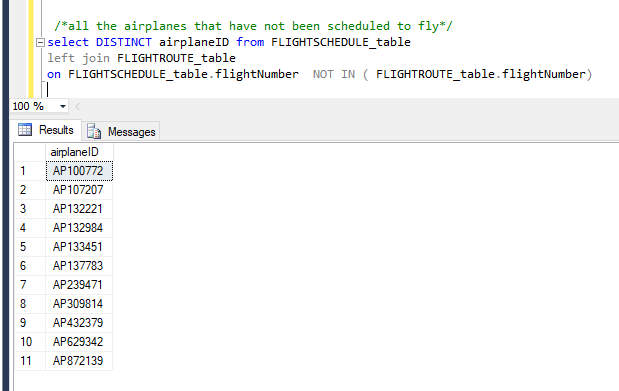 /*all the airplanes that have not been scheduled to fly*/
select DISTINCT airplaneID from FLIGHTSCHEDULE_table
left join FLIGHTROUTE_table
on FLIGHTSCHEDULE_table.flightNumber  NOT IN ( FLIGHTROUTE_table.flightNumber)
100 %
Results Messages
airplaneID
1 AP100772
2 AP107207
3 AP132221
4 AP132984
5 AP133451
6 AP137783
7 AP239471
8 AP309814
9 AP432379
10 AP629342
11 AP872139